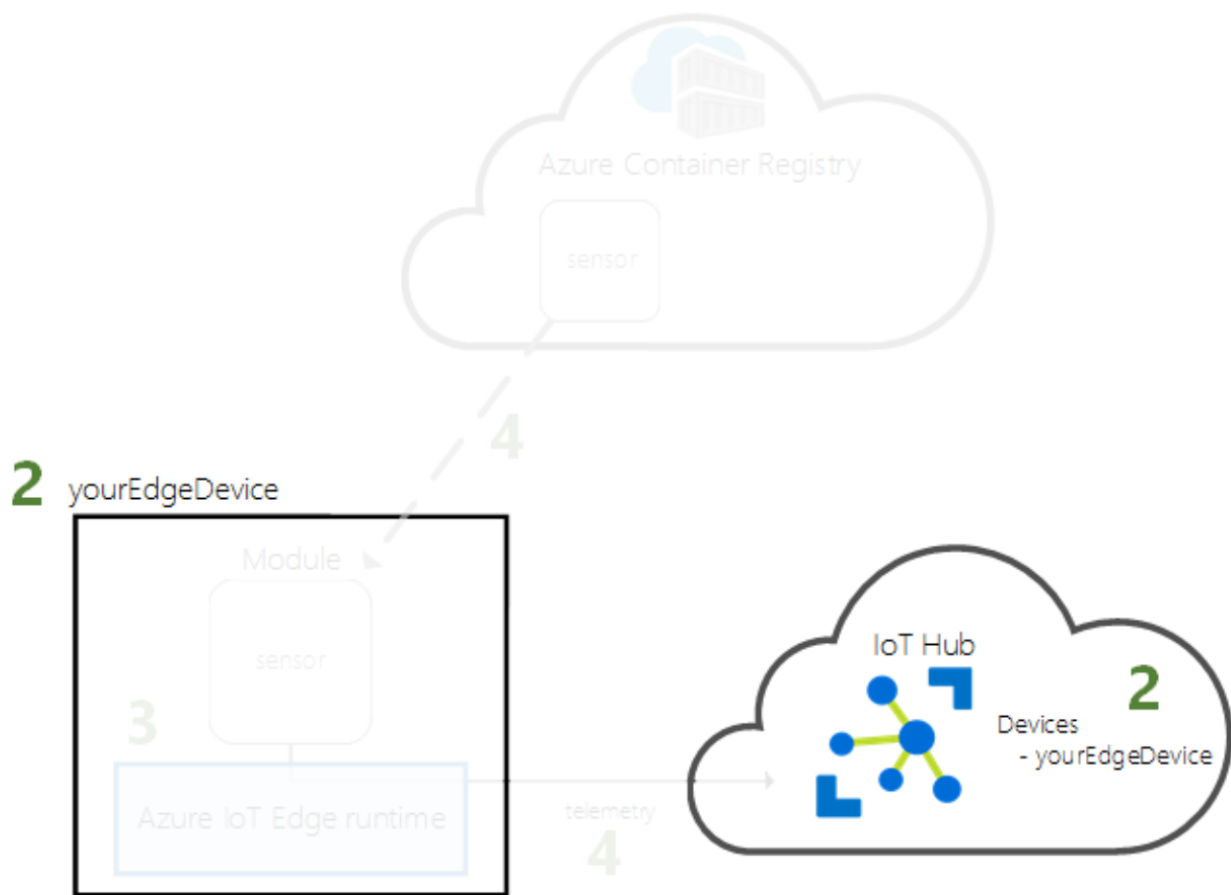 Azure Container Registry
sensor
4
2 yourEdgeDevice
Module
sensor
3
Azure IoT Edge runtime
telemetry
4
IoT Hub
2
Devices
- yourEdgeDevice